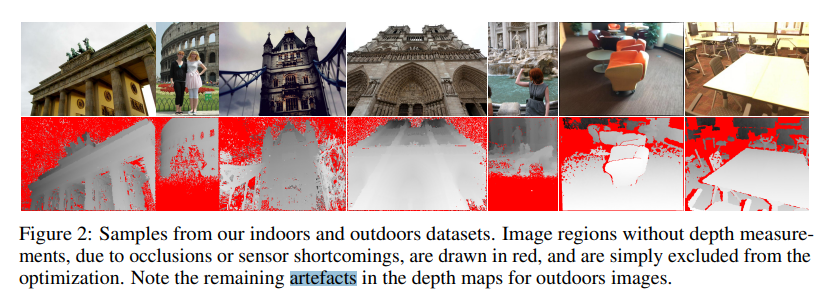 Figure 2: Samples from our indoors and outdoors datasets. Image regions without depth measure-
ments, due to occlusions or sensor shortcomings, are drawn in red, and are simply excluded from the
optimization. Note the remaining artefacts in the depth maps for outdoors images.